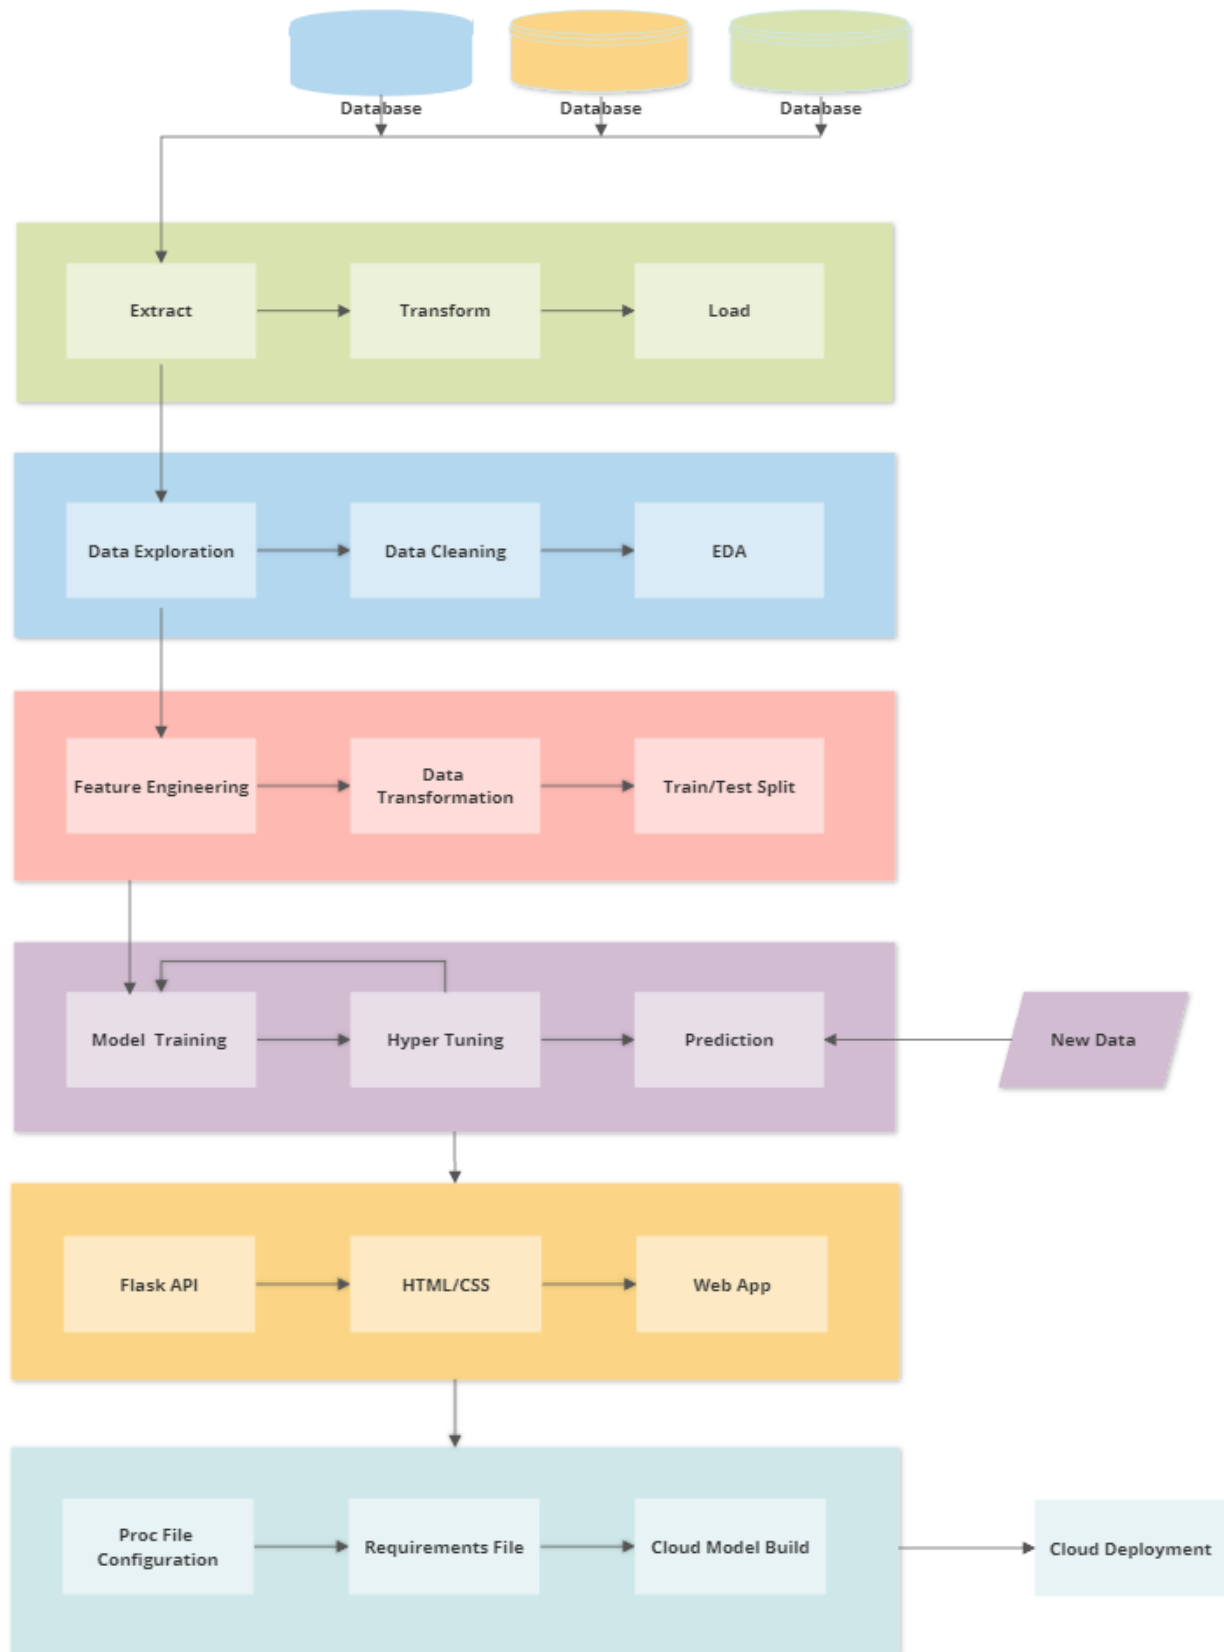 Database
Database
Database
Extract
Transform
Load
Data Exploration
Data Cleaning
EDA
Feature Engineering
Data
Transformation
Train/Test Split
Model  Training
Hyper Tuning
Prediction
New Data
Flask API
HTML/CSS
Web App
Proc File
Configuration
Requirements File
Cloud Model Build
Cloud Deployment